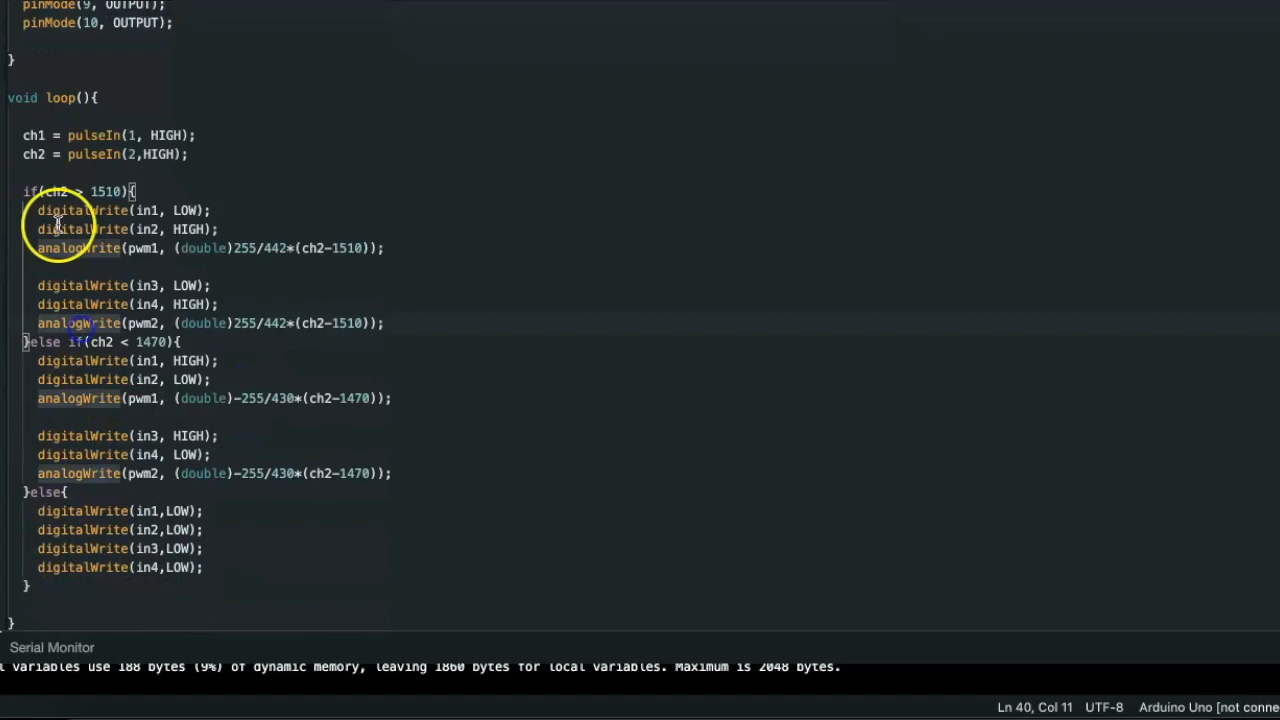 pinMode(9, OUTPUT);
pinMode(10, OUTPUT);
}
void loop(){
ch1 = pulseIn(1, HIGH);
ch2 = pulseIn(2,HIGH);
if(ch2 > 1510){
digitalWrite(in1, LOW);
digitalWrite(in2, HIGH);
analogWrite(pwm1, (double)255/442*(ch2-1510));
digitalWrite(in3, LOW);
digitalWrite(in4, HIGH);
analogWrite(pwm2, (double)255/442*(ch2-1510));
}else if(ch2 < 1470){
digitalWrite(in1, HIGH);
digitalWrite(in2, LOW);
analogWrite(pwm1, (double)-255/430*(ch2-1470));
digitalWrite(in3, HIGH);
digitalWrite(in4, LOW);
analogWrite(pwm2, (double)-255/430*(ch2-1470));
}else{
digitalWrite(in1,LOW);
digitalWrite(in2,LOW);
digitalWrite(in3,LOW);
digitalWrite(in4,LOW);
}
}
Serial Monitor
l variables use 188 bytes (9%) of dynamic memory, leaving 1860 bytes for local variables. Maximum is 2048 bytes.
Ln 40, Col 11 UTF-8 Arduino Uno [not conne